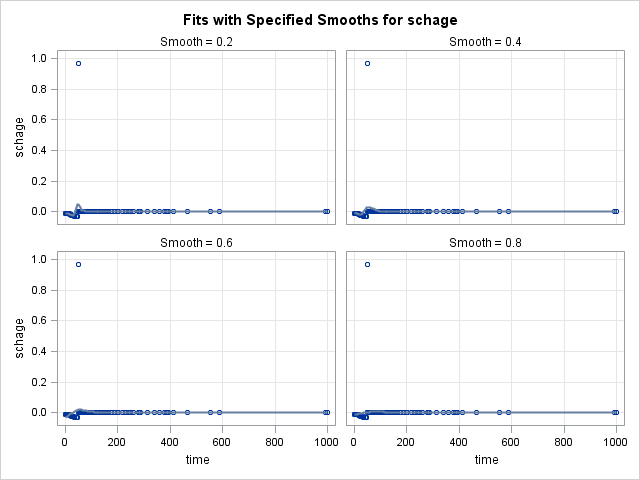 Fits with Specified Smooths for schage
Smooth = 0.2
Smooth = 0.4
schage
1.0
0.8
0.6
0.4
0.2
0.0
Smooth = 0.6
Smooth = 0.8
schage
1.0
0.8
0.6
0.4
0.2
0.0
0 200 400 600 800 1000
0 200 400 600 800 1000
time
time